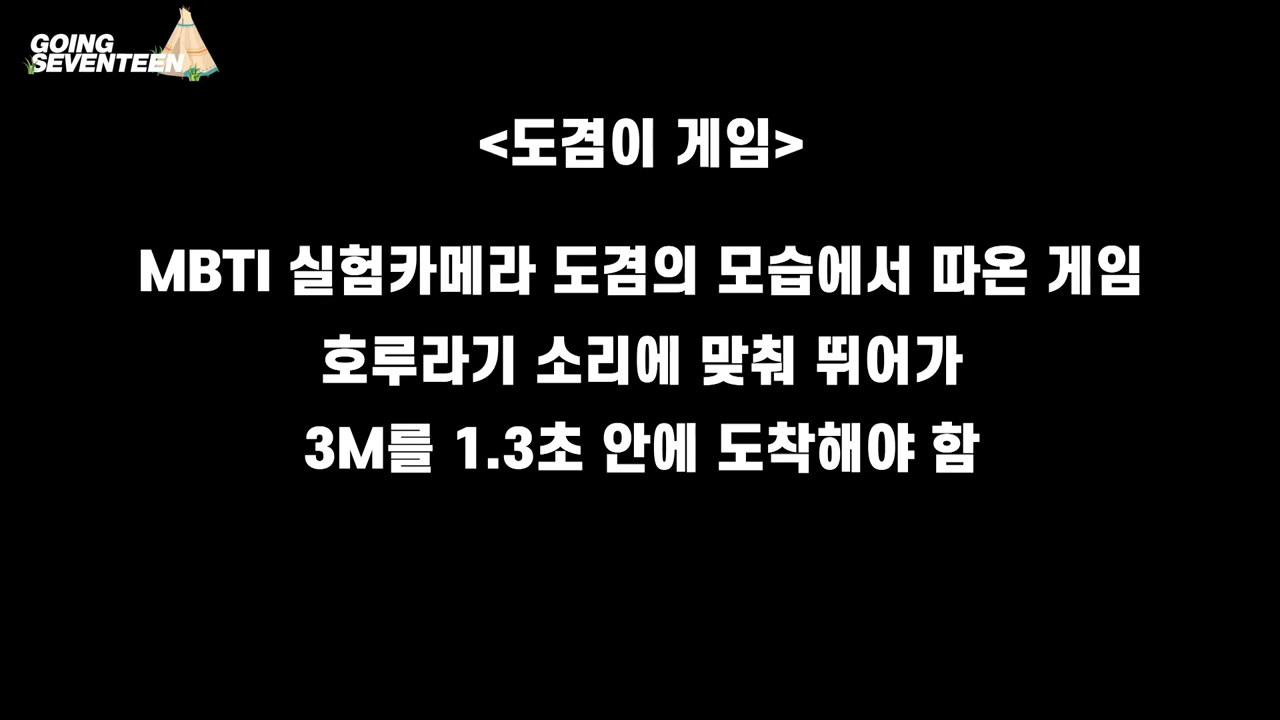 GOING
SEVENTEEN
<도겸이 게임>
MBTI 실험카메라 도겸의 모습에서 따온 게임
호루라기 소리에 맞춰 뛰어가
3M를 1.3초 안에 도착해야 함